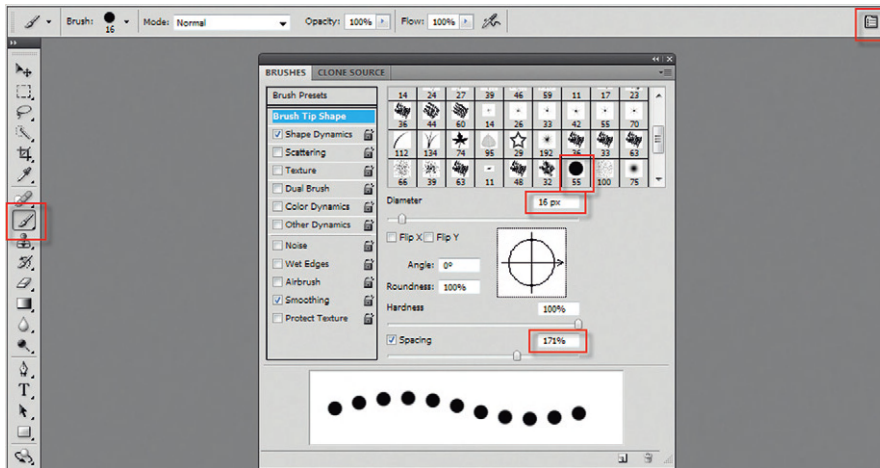 Brush: 16 Mode: Normal Opacity: 100% Flow: 100%
BRUSHES CLONE SOURCE
Brush Presets
Brush Tip Shape
Shape Dynamics
Scattering
Texture
Dual Brush
Color Dynamics
Other Dynamics
Noise
Wet Edges
Airbrush
Smoothing
Protect Texture
14 24 27 39 46 59 11 17 23
36 44 60 14 26 33 42 55 70
112 134 74 95 29 192 36 33 63
66 39 63 11 48 32 55 100 75
Diameter 16 px
Flip X Flip Y
Angle: 0º
Roundness: 100%
Hardness 100%
Spacing 171%
T